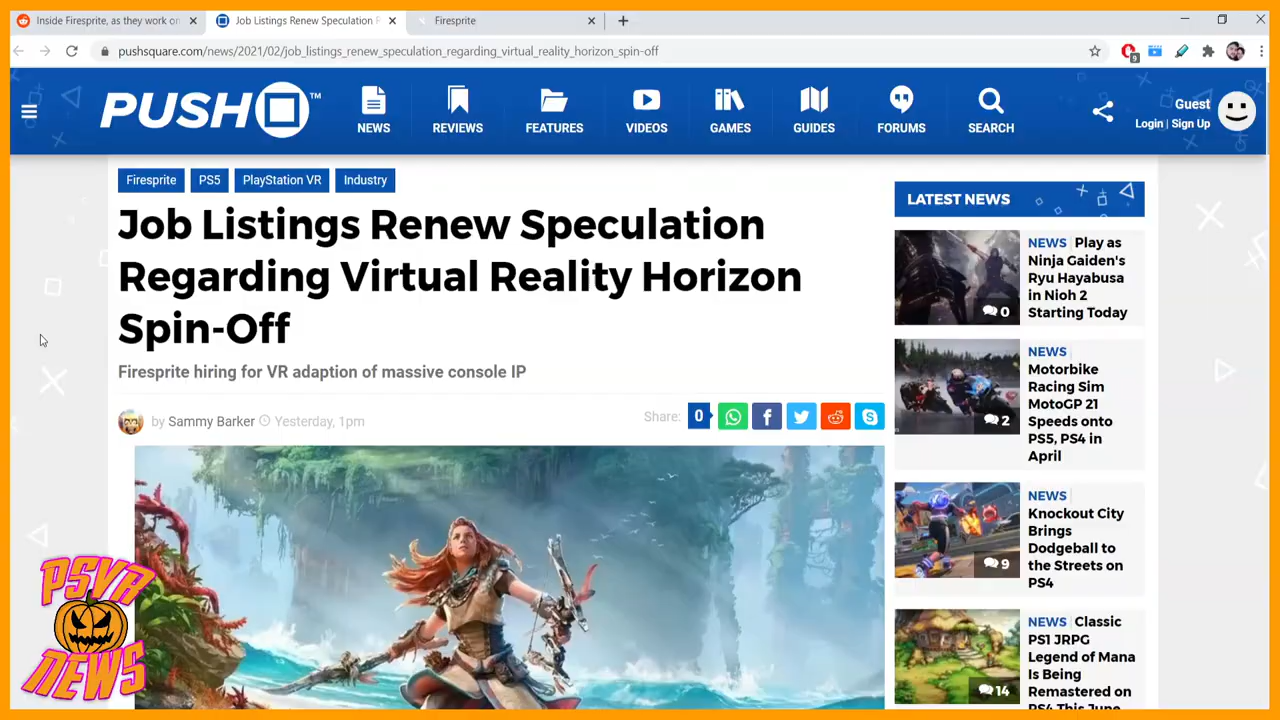 Inside Firesprite, as they work on
Job Listings Renew Speculation R
Firesprite
pushsquare.com/news/2021/02/job_listings_renew_speculation_regarding_virtual_reality_horizon_spin-off
9
PUSH ™
NEWS
REVIEWS
FEATURES
VIDEOS
GAMES
GUIDES
FORUMS
SEARCH
Guest
Login | Sign Up
Firesprite
PS5
PlayStation VR
Industry
Job Listings Renew Speculation
Regarding Virtual Reality Horizon
Spin-Off
Firesprite hiring for VR adaption of massive console IP
by Sammy Barker Yesterday, 1pm
Share: 0
LATEST NEWS
NEWS Play as
Ninja Gaiden's
Ryu Hayabusa
in Nioh 2
Starting Today
0
NEWS
Motorbike
Racing Sim
MotoGP 21
Speeds onto
PS5, PS4 in
April
2
NEWS
Knockout City
Brings
Dodgeball to
the Streets on
PS4
9
NEWS Classic
PS1 JRPG
Legend of Mana
Is Being
Remastered on
PS4 This June
14
PSVR
NEWS